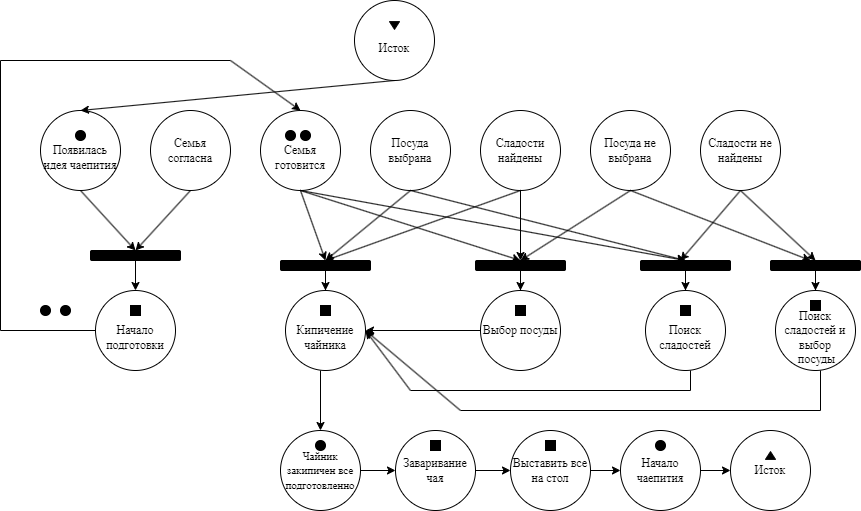 Исток
Появилась
идея чаепития
Семья
согласна
Семья
готовится
Посуда
выбрана
Сладости
найдены
Посуда не
выбрана
Сладости не
найдены
Начало
подготовки
Кипичение
чайника
Выбор посуды
Поиск
сладостей
Поиск
сладостей и
выбор
посуды
Чайник
закипичен все
подготовленно
Заваривание
чая
Выставить все
на стол
Начало
чаепития
Исток